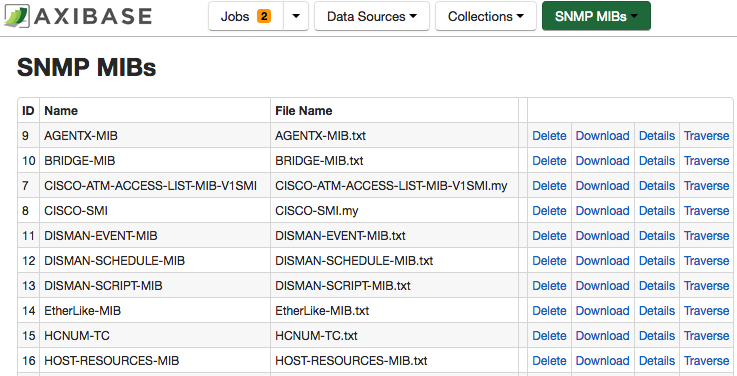 AXIBASE Jobs 2 Data Sources Collections SNMP MIBs
SNMP MIBs
ID Name File Name
9 AGENTX-MIB AGENTX-MIB.txt Delete Download Details Traverse
10 BRIDGE-MIB BRIDGE-MIB.txt Delete Download Details Traverse
7 CISCO-ATM-ACCESS-LIST-MIB-V1SMI CISCO-ATM-ACCESS-LIST-MIB-V1SMI.my Delete Download Details Traverse
8 CISCO-SMI CISCO-SMI.my Delete Download Details Traverse
11 DISMAN-EVENT-MIB DISMAN-EVENT-MIB.txt Delete Download Details Traverse
12 DISMAN-SCHEDULE-MIB DISMAN-SCHEDULE-MIB.txt Delete Download Details Traverse
13 DISMAN-SCRIPT-MIB DISMAN-SCRIPT-MIB.txt Delete Download Details Traverse
14 EtherLike-MIB EtherLike-MIB.txt Delete Download Details Traverse
15 HCNUM-TC HCNUM-TC.txt Delete Download Details Traverse
16 HOST-RESOURCES-MIB HOST-RESOURCES-MIB.txt Delete Download Details Traverse